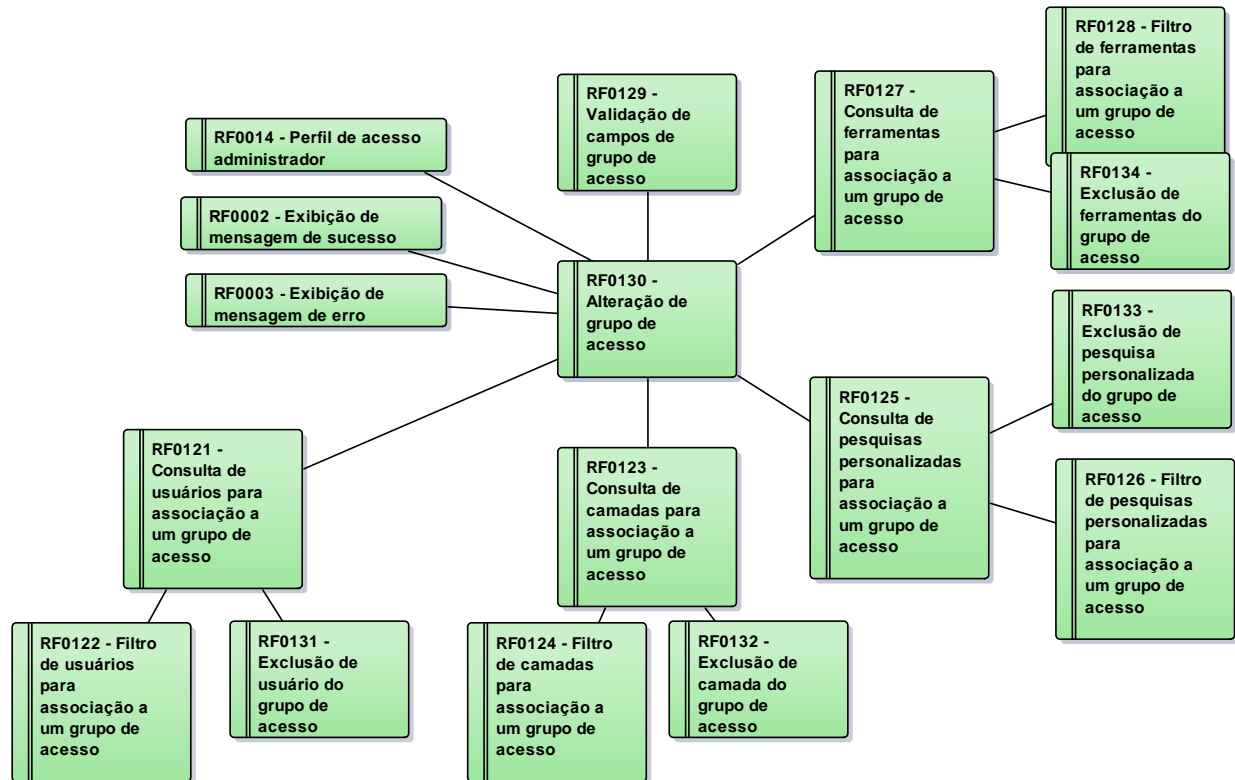 RF0128 - Filtro
de ferramentas
para
associação a
um grupo de
acesso
RF0127 -
Consulta de
ferramentas
para
associação a
um grupo de
acesso
RF0129 -
Validação de
campos de
grupo de
acesso
RF0014 - Perfil de acesso
administrador
RF0134 -
Exclusão de
ferramentas do
grupo de
acesso
RF0002 - Exibição de
mensagem de sucesso
RF0003 - Exibição de
mensagem de erro
RF0130 -
Alteração de
grupo de
acesso
RF0133 -
Exclusão de
pesquisa
personalizada
do grupo de
acesso
RF0125 -
Consulta de
pesquisas
personalizadas
para
associação a
um grupo de
acesso
RF0121 -
Consulta de
usuários para
associação a
um grupo de
acesso
RF0123 -
Consulta de
camadas para
associação a
um grupo de
acesso
RF0126 - Filtro
de pesquisas
personalizadas
para
associação a
um grupo de
acesso
RF0122 - Filtro
de usuários
para
associação a
um grupo de
acesso
RF0131 -
Exclusão de
usuário do
grupo de
acesso
RF0124 - Filtro
de camadas
para
associação a
um grupo de
acesso
RF0132 -
Exclusão de
camada do
grupo de
acesso